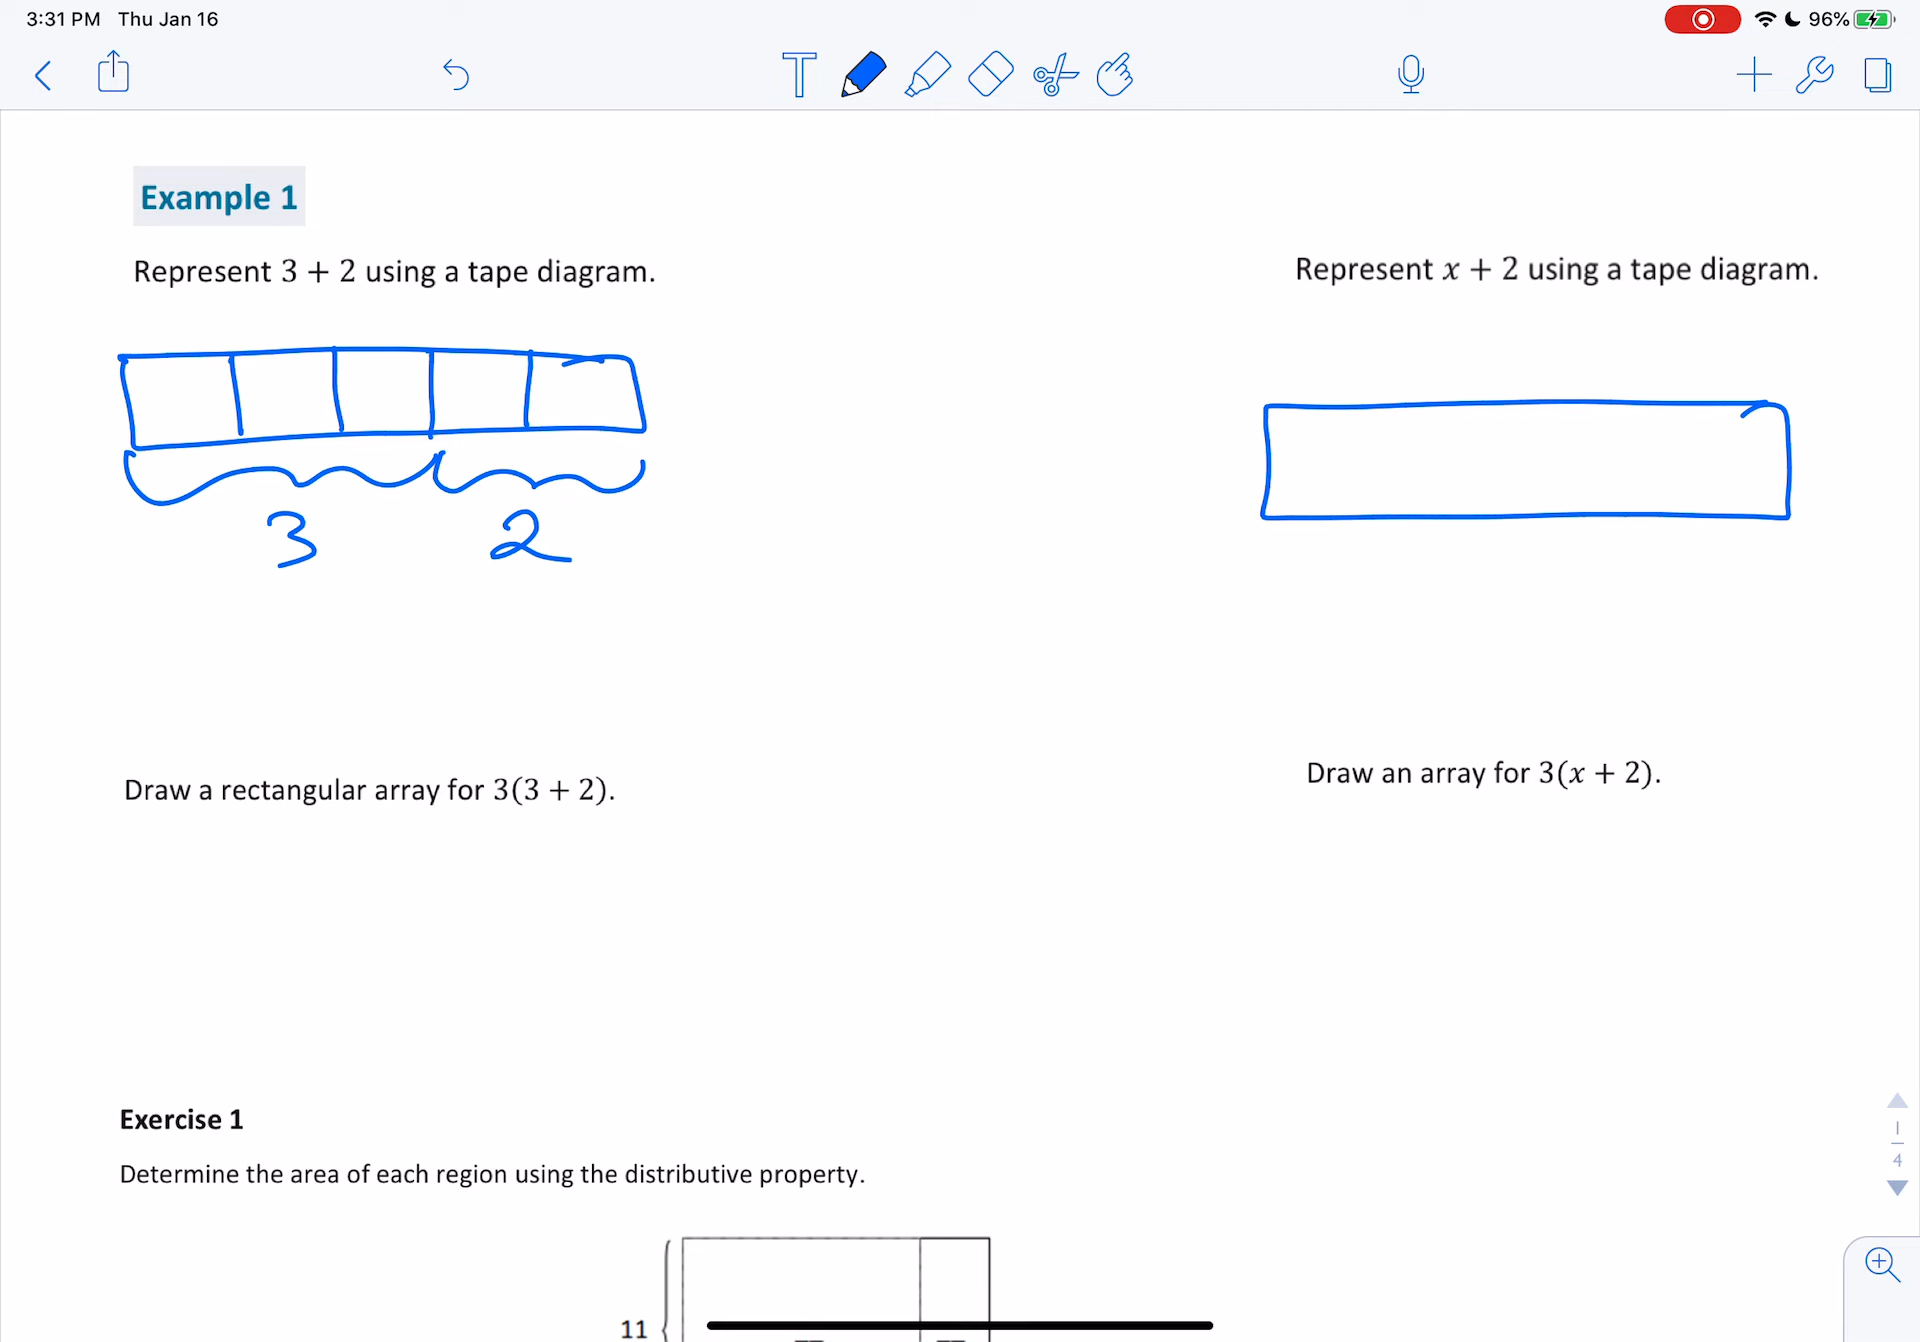 3:31 PM Thu Jan 16
96%
Example 1
Represent 3 + 2 using a tape diagram.
Represent x + 2 using a tape diagram.
3 2
Draw a rectangular array for 3(3 + 2).
Draw an array for 3(x + 2).
Exercise 1
Determine the area of each region using the distributive property.
1
4
11